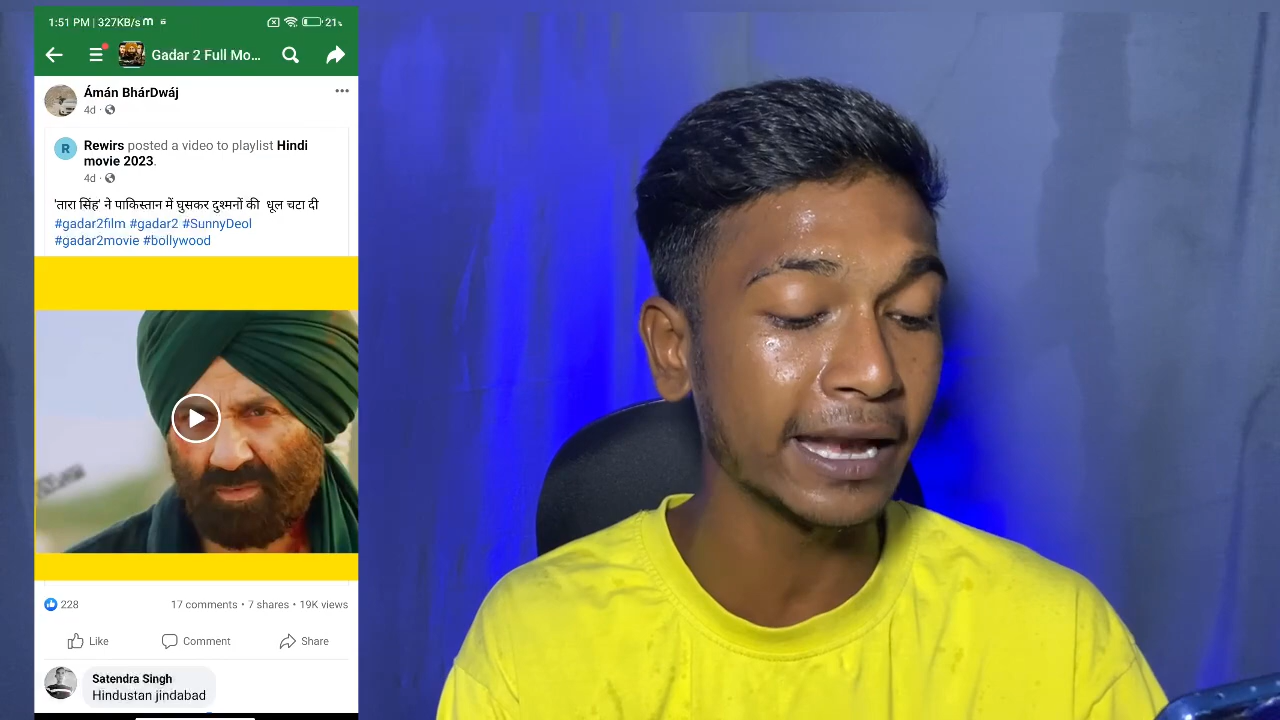 1:51 PM | 327KB/s
21%
Gadar 2 Full Mo...
Ámán BhárDwáj
4d
R
Rewirs posted a video to playlist Hindi
movie 2023.
4d
'तारा सिंह' ने पाकिस्तान में घुसकर दुश्मनों की धूल चटा दी
#gadar2film #gadar2 #SunnyDeol
#gadar2movie #bollywood
228
17 comments • 7 shares • 19K views
Like
Comment
Share
Satendra Singh
Hindustan jindabad